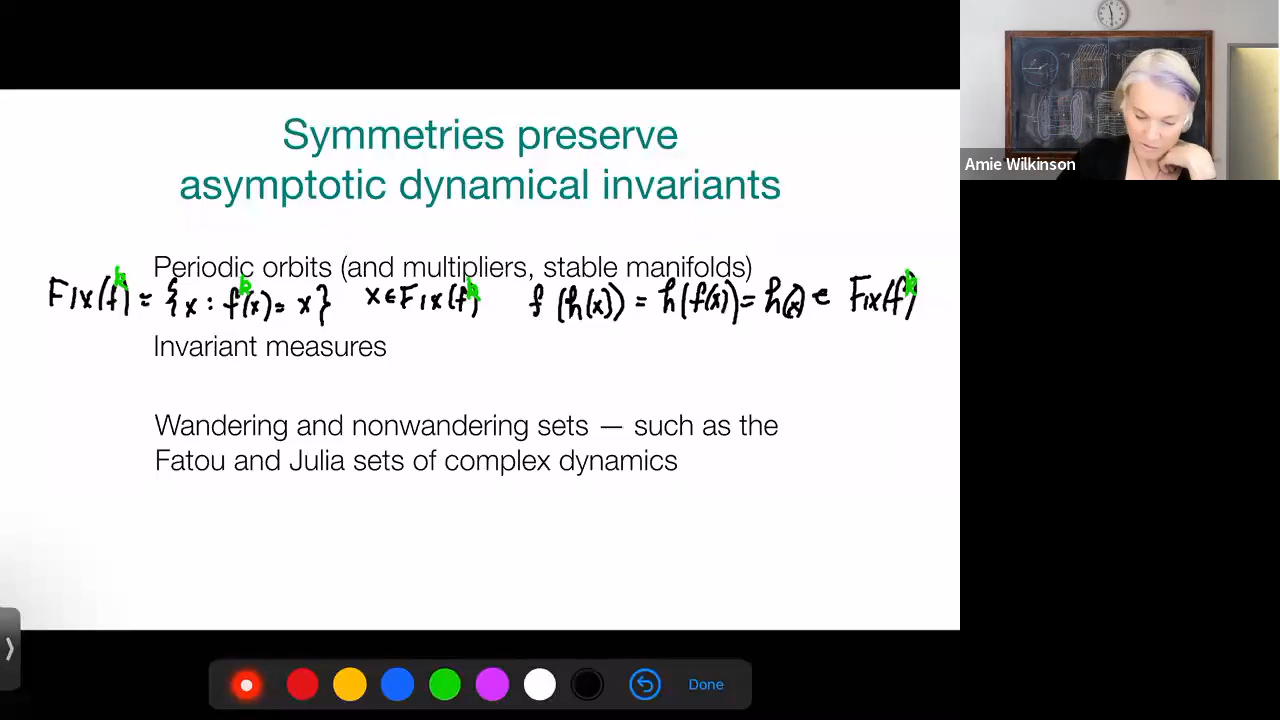 Symmetries preserve
asymptotic dynamical invariants
Periodic orbits (and multipliers, stable manifolds)
Fix(f^k) = {x : f^k(x) = x} x ∈ Fix(f^k) f(h(x)) = h(f(x)) = h(x) ∈ Fix(f^k)
Invariant measures
Wandering and nonwandering sets — such as the
Fatou and Julia sets of complex dynamics
Done
Amie Wilkinson